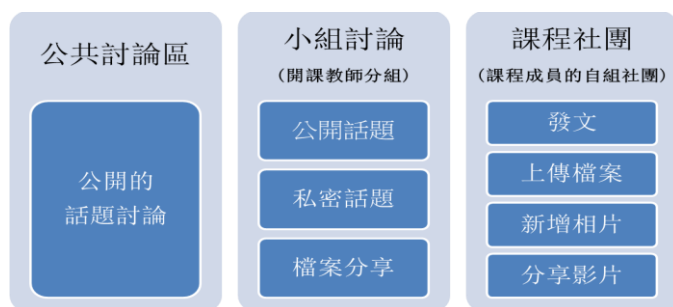 公共討論區
公開的
話題討論
小組討論
(開課教師分組)
公開話題
私密話題
檔案分享
課程社團
(課程成員的自組社團)
發文
上傳檔案
新增相片
分享影片